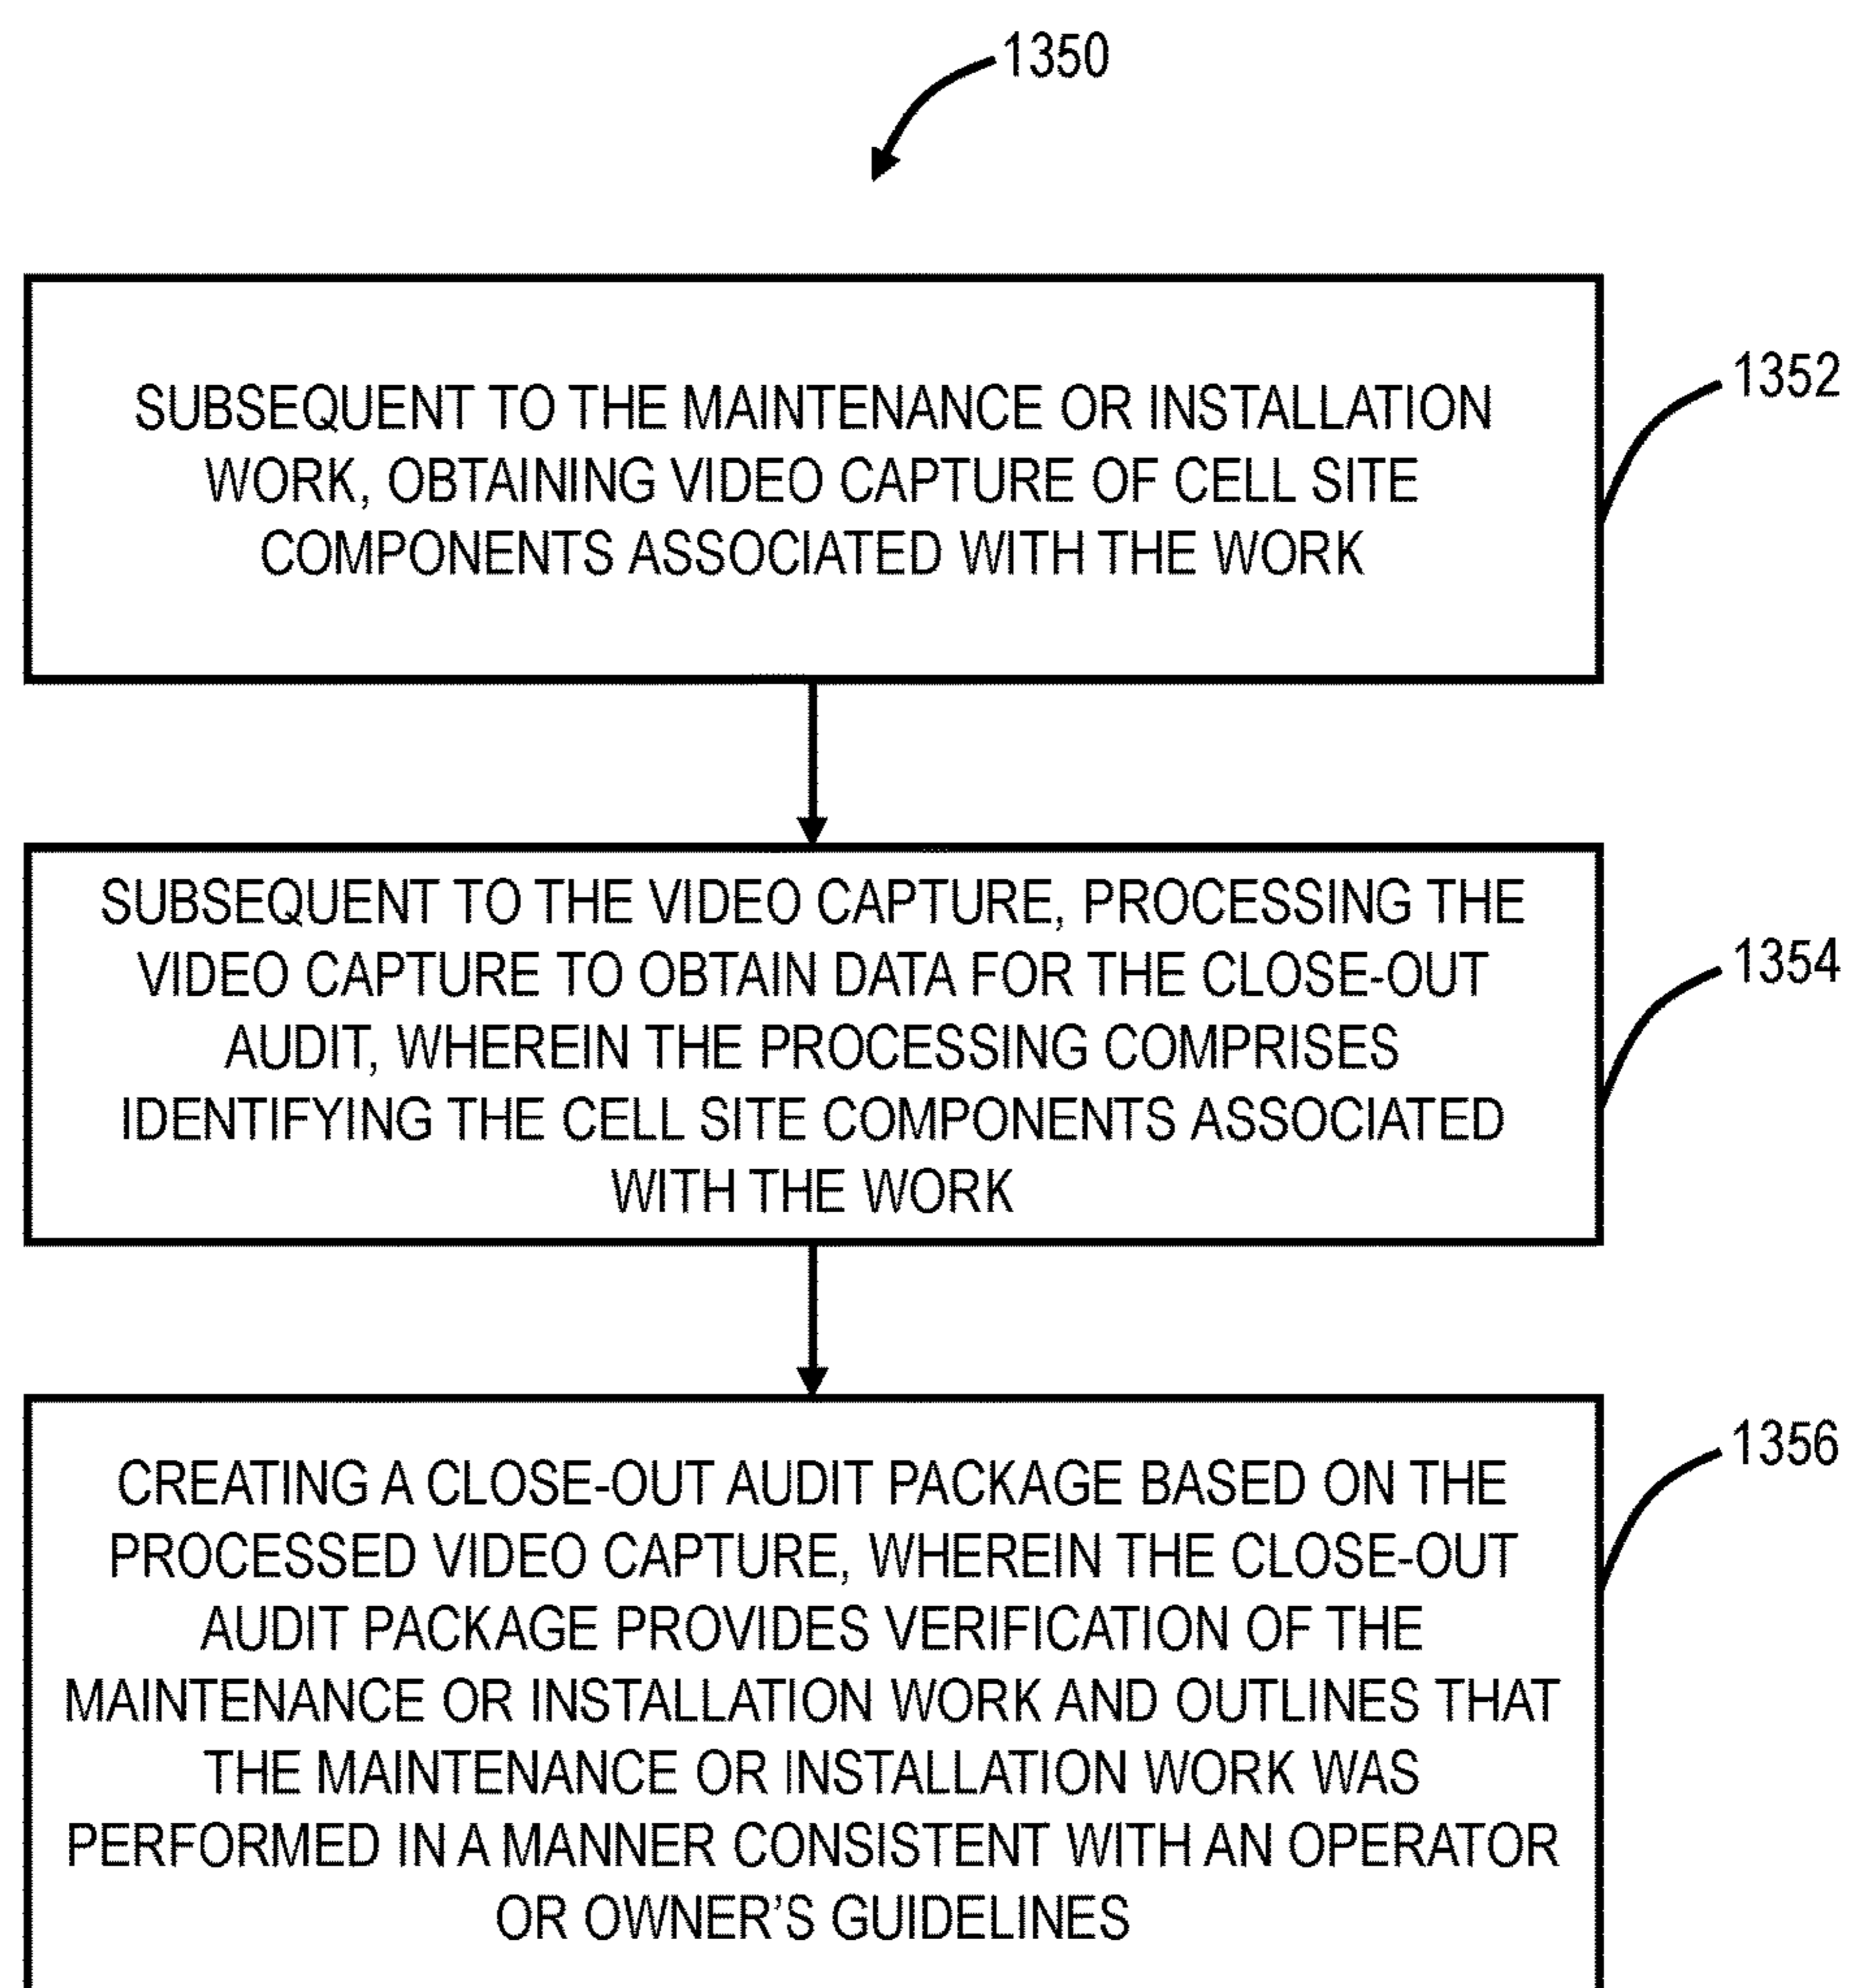 1350
SUBSEQUENT TO THE MAINTENANCE OR INSTALLATION
WORK, OBTAINING VIDEO CAPTURE OF CELL SITE
COMPONENTS ASSOCIATED WITH THE WORK
1352
SUBSEQUENT TO THE VIDEO CAPTURE, PROCESSING THE
VIDEO CAPTURE TO OBTAIN DATA FOR THE CLOSE-OUT
AUDIT, WHEREIN THE PROCESSING COMPRISES
IDENTIFYING THE CELL SITE COMPONENTS ASSOCIATED
WITH THE WORK
1354
CREATING A CLOSE-OUT AUDIT PACKAGE BASED ON THE
PROCESSED VIDEO CAPTURE, WHEREIN THE CLOSE-OUT
AUDIT PACKAGE PROVIDES VERIFICATION OF THE
MAINTENANCE OR INSTALLATION WORK AND OUTLINES THAT
THE MAINTENANCE OR INSTALLATION WORK WAS
PERFORMED IN A MANNER CONSISTENT WITH AN OPERATOR
OR OWNER'S GUIDELINES
1356